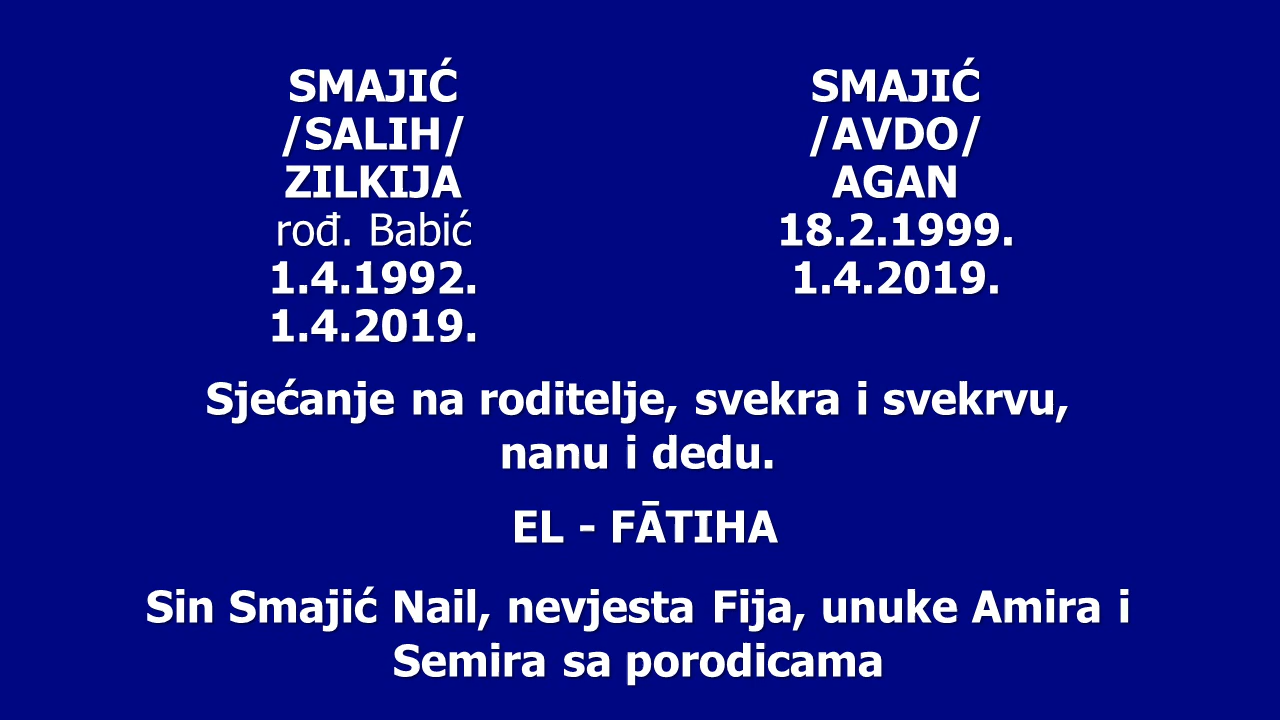 SMAJIĆ
/SALIH/
ZILKIJA
rođ. Babić
1.4.1992.
1.4.2019.
SMAJIĆ
/AVDO/
AGAN
18.2.1999.
1.4.2019.
Sjećanje na roditelje, svekra i svekrvu,
nanu i dedu.
EL - FĀTIHA
Sin Smajić Nail, nevjesta Fija, unuke Amira i
Semira sa porodicama